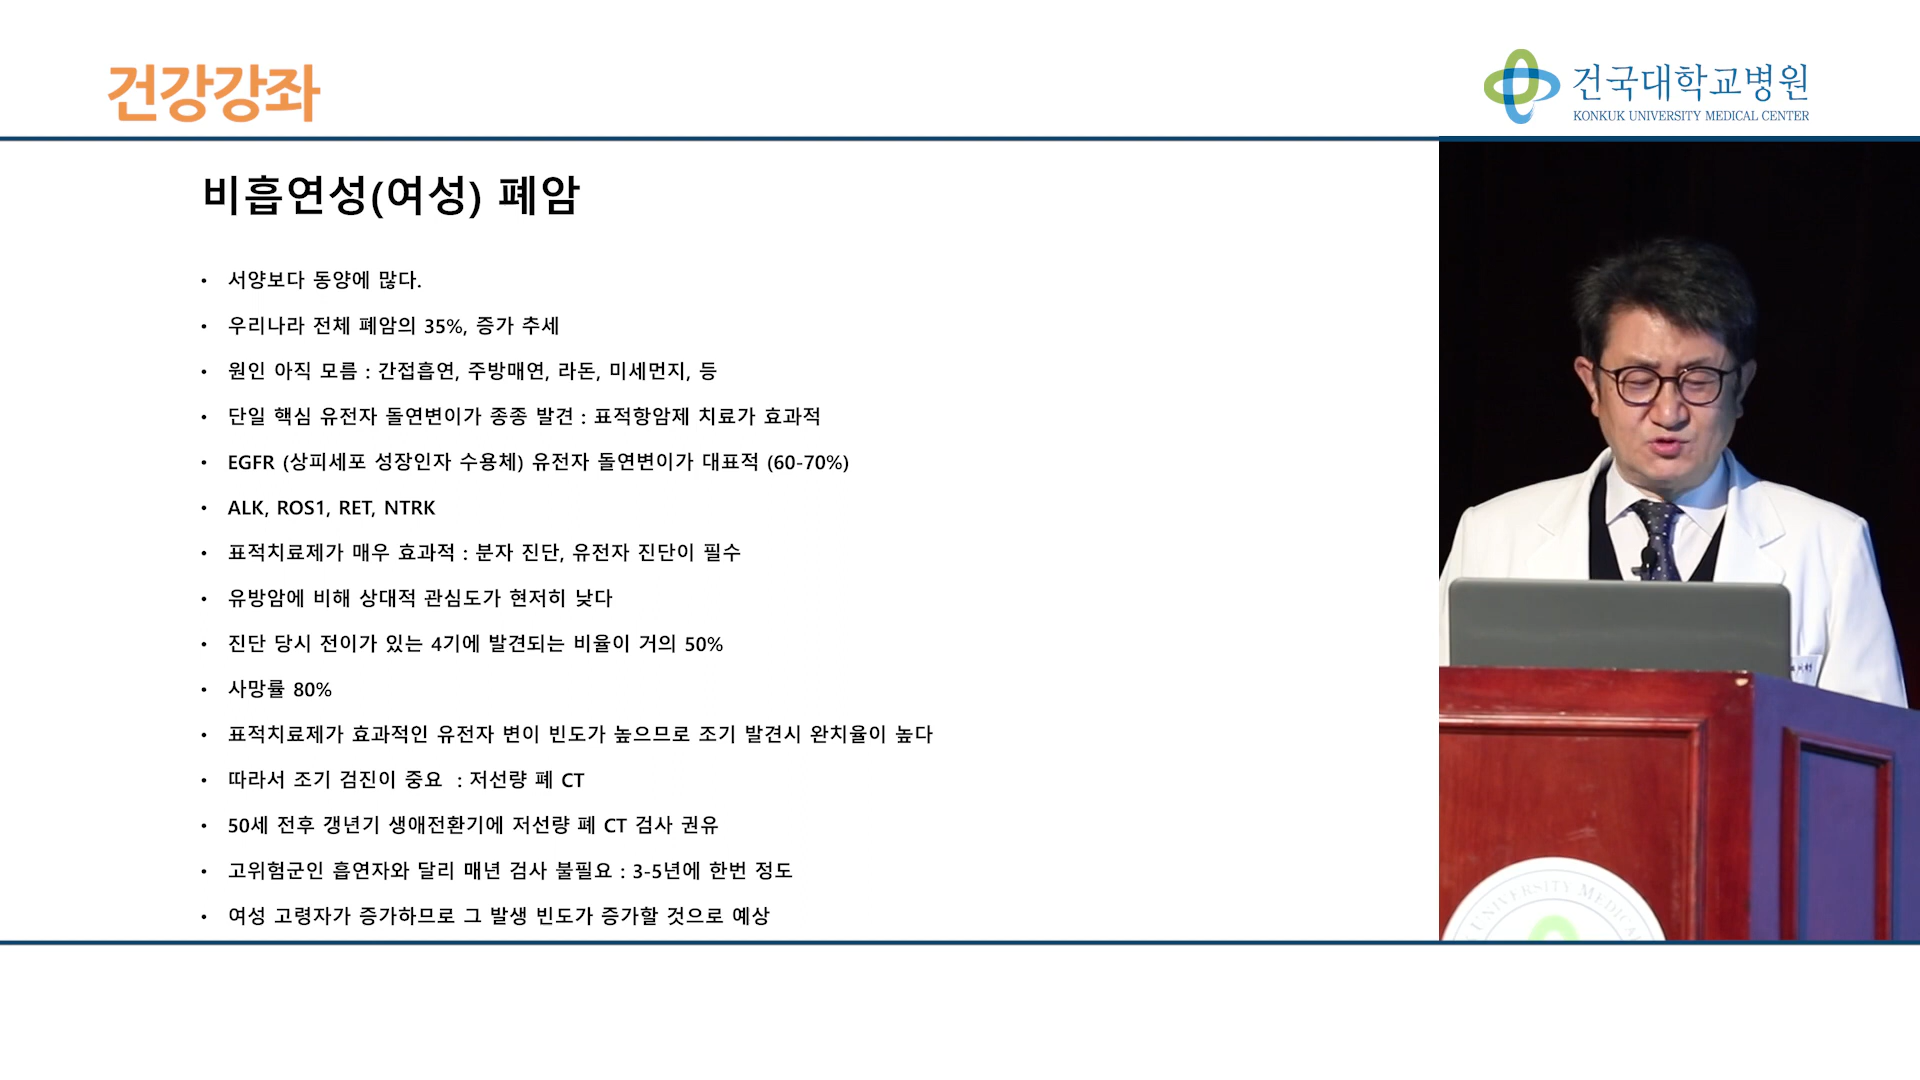 건강강좌
건국대학교병원
KONKUK UNIVERSITY MEDICAL CENTER
비흡연성(여성) 폐암
• 서양보다 동양에 많다.
• 우리나라 전체 폐암의 35%, 증가 추세
• 원인 아직 모름 : 간접흡연, 주방매연, 라돈, 미세먼지, 등
• 단일 핵심 유전자 돌연변이가 종종 발견 : 표적항암제 치료가 효과적
• EGFR (상피세포 성장인자 수용체) 유전자 돌연변이가 대표적 (60-70%)
• ALK, ROS1, RET, NTRK
• 표적치료제가 매우 효과적 : 분자 진단, 유전자 진단이 필수
• 유방암에 비해 상대적 관심도가 현저히 낮다
• 진단 당시 전이가 있는 4기에 발견되는 비율이 거의 50%
• 사망률 80%
• 표적치료제가 효과적인 유전자 변이 빈도가 높으므로 조기 발견시 완치율이 높다
• 따라서 조기 검진이 중요  : 저선량 폐 CT
• 50세 전후 갱년기 생애전환기에 저선량 폐 CT 검사 권유
• 고위험군인 흡연자와 달리 매년 검사 불필요 : 3-5년에 한번 정도
• 여성 고령자가 증가하므로 그 발생 빈도가 증가할 것으로 예상
UNIVERSITY MEDICAL